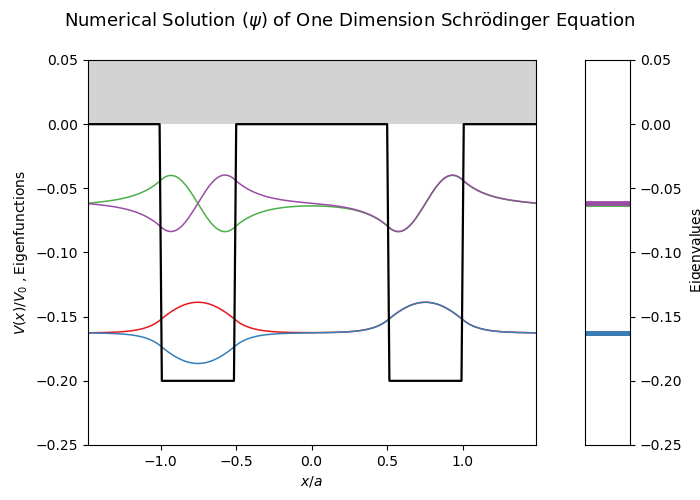 Numerical Solution (ψ) of One Dimension Schrödinger Equation
V(x)/V₀ , Eigenfunctions
0.05
0.00
−0.05
−0.10
−0.15
−0.20
−0.25
−1.0 −0.5 0.0 0.5 1.0
x/a
0.05
0.00
−0.05
−0.10
−0.15
−0.20
−0.25
Eigenvalues